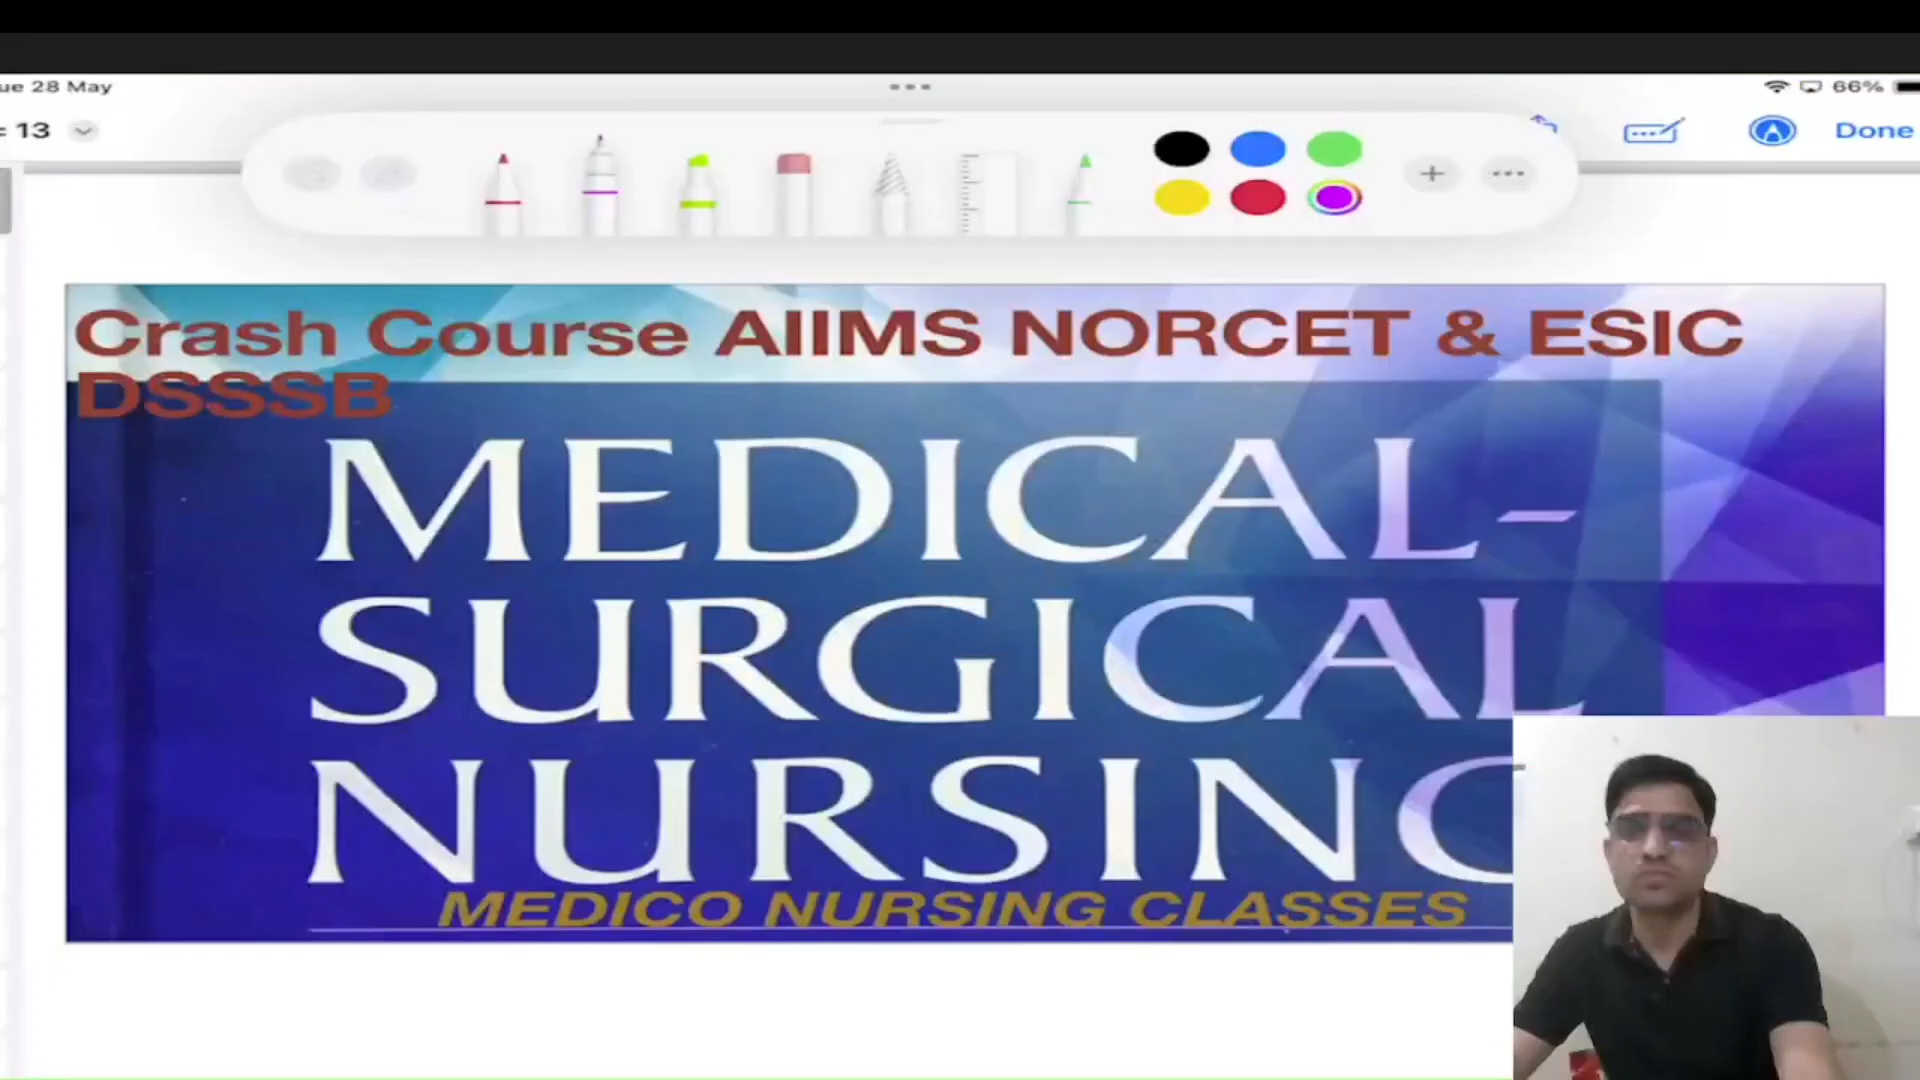 ue 28 May
66%
13
Done
Crash Course AIIMS NORCET & ESIC
DSSSB
MEDICAL-
SURGICAL
NURSING
MEDICO NURSING CLASSES